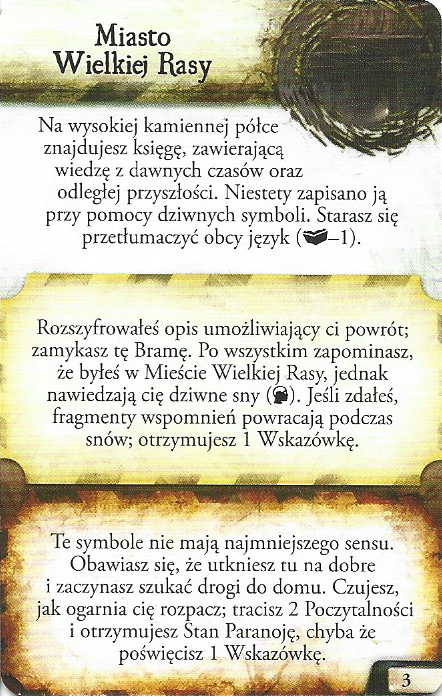 Miasto
Wielkiej Rasy
Na wysokiej kamiennej półce
znajdujesz księgę, zawierającą
wiedzę z dawnych czasów oraz
odległej przyszłości. Niestety zapisano ją
przy pomocy dziwnych symboli. Starasz się
przetłumaczyć obcy język (–1).
Rozszyfrowałeś opis umożliwiający ci powrót;
zamykasz tę Bramę. Po wszystkim zapominasz,
że byłeś w Mieście Wielkiej Rasy, jednak
nawiedzają cię dziwne sny (). Jeśli zdałeś,
fragmenty wspomnień powracają podczas
snów; otrzymujesz 1 Wskazówkę.
Te symbole nie mają najmniejszego sensu.
Obawiasz się, że utkniesz tu na dobre
i zaczynasz szukać drogi do domu. Czujesz,
jak ogarnia cię rozpacz; tracisz 2 Poczytalności
i otrzymujesz Stan Paranoję, chyba że
poświęcisz 1 Wskazówkę.
3